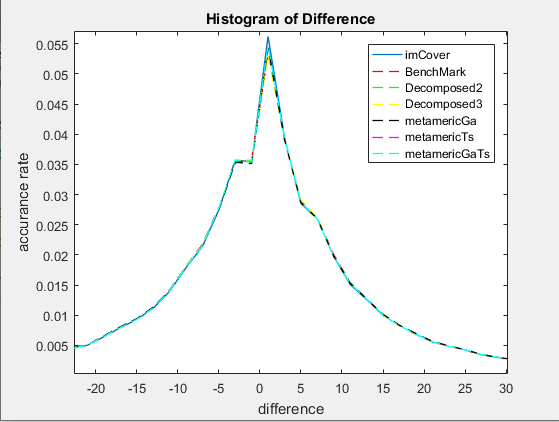 Histogram of Difference
0.055
0.05
0.045
0.04
0.035
0.03
0.025
0.02
0.015
0.01
0.005
accurance rate
imCover
BenchMark
Decomposed2
Decomposed3
metamericGa
metamericTs
metamericGaTs
-20 -15 -10 -5 0 5 10 15 20 25 30
difference